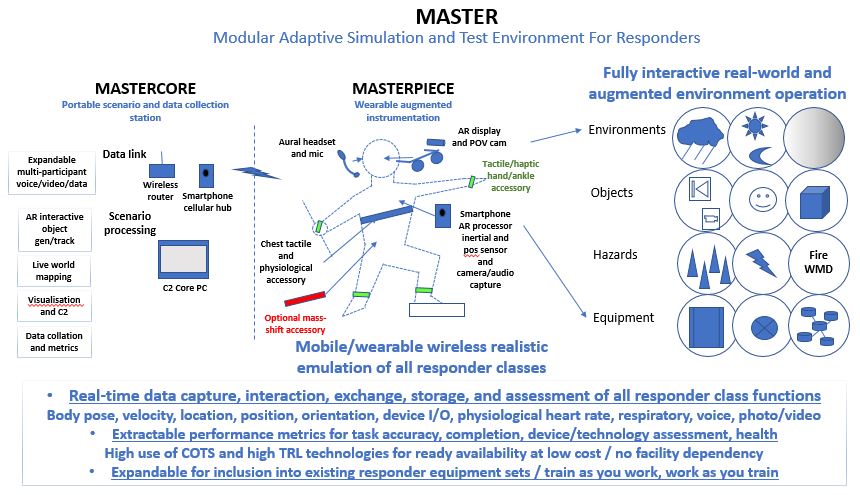 MASTER
Modular Adaptive Simulation and Test Environment For Responders
MASTERCORE
Portable scenario and data collection
station
Expandable
multi-participant
voice/video/data
AR interactive
object
gen/track
Live world
mapping
Visualisation
and C2
Data collation
and metrics
Data link
Wireless
router
Smartphone
cellular hub
Scenario
processing
C2 Core PC
MASTERPIECE
Wearable augmented
instrumentation
Aural headset
and mic
AR display
and POV cam
Tactile/haptic
hand/ankle
accessory
Smartphone
AR processor
inertial and
pos sensor
and
camera/audio
capture
Chest tactile
and
physiological
accessory
Optional mass-
shift accessory
Mobile/wearable wireless realistic
emulation of all responder classes
Fully interactive real-world and
augmented environment operation
Environments
Objects
Hazards
Fire
WMD
Equipment
• Real-time data capture, interaction, exchange, storage, and assessment of all responder class functions
Body pose, velocity, location, position, orientation, device I/O, physiological heart rate, respiratory, voice, photo/video
• Extractable performance metrics for task accuracy, completion, device/technology assessment, health
High use of COTS and high TRL technologies for ready availability at low cost / no facility dependency
• Expandable for inclusion into existing responder equipment sets / train as you work, work as you train